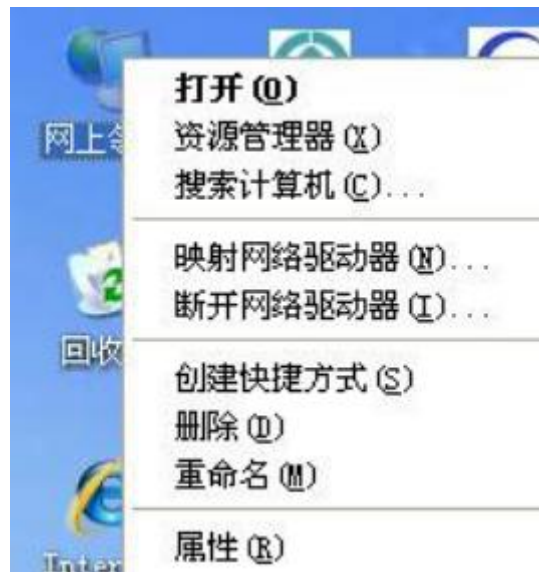 网上
打开(O)
资源管理器(X)
搜索计算机(C)...
映射网络驱动器(N)...
断开网络驱动器(I)...
回收
创建快捷方式(S)
删除(D)
重命名(M)
属性(R)
Inter